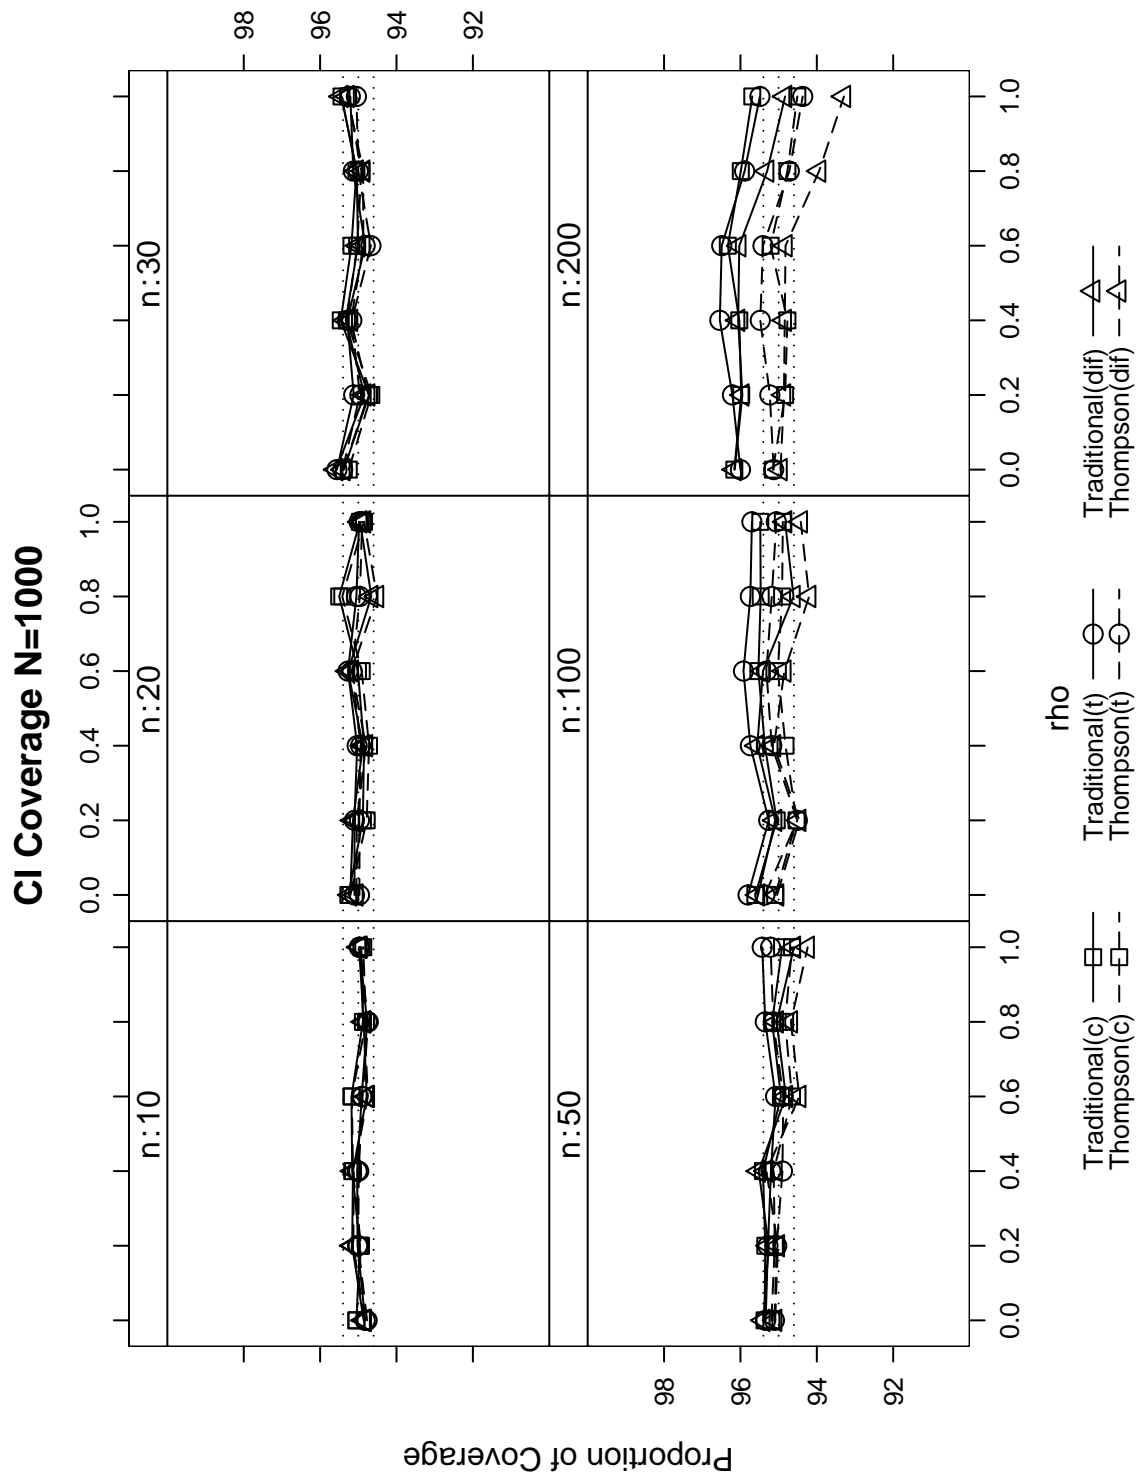 CI Coverage N=1000
0.0 0.2 0.4 0.6 0.8 1.0
98
96
94
92
n:10
n:20
n:30
n:50
n:100
n:200
98
96
94
92
0.0 0.2 0.4 0.6 0.8 1.0
0.0 0.2 0.4 0.6 0.8 1.0
Proportion of Coverage
rho
Traditional(c)
Thompson(c)
Traditional(t)
Thompson(t)
Traditional(dif)
Thompson(dif)